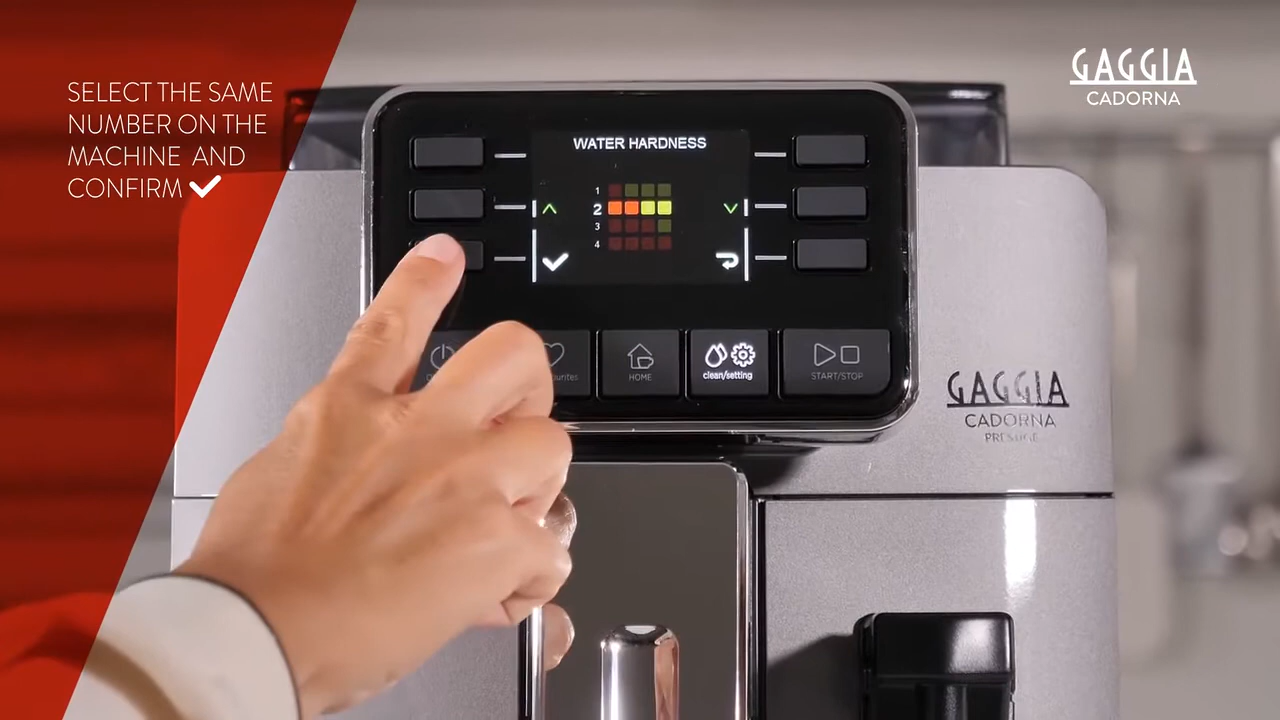 SELECT THE SAME
NUMBER ON THE
MACHINE AND
CONFIRM
GAGGIA
CADORNA
WATER HARDNESS
1
2
3
4
HOME
clean/setting
START/STOP
GAGGIA
CADORNA
PRESTIGE